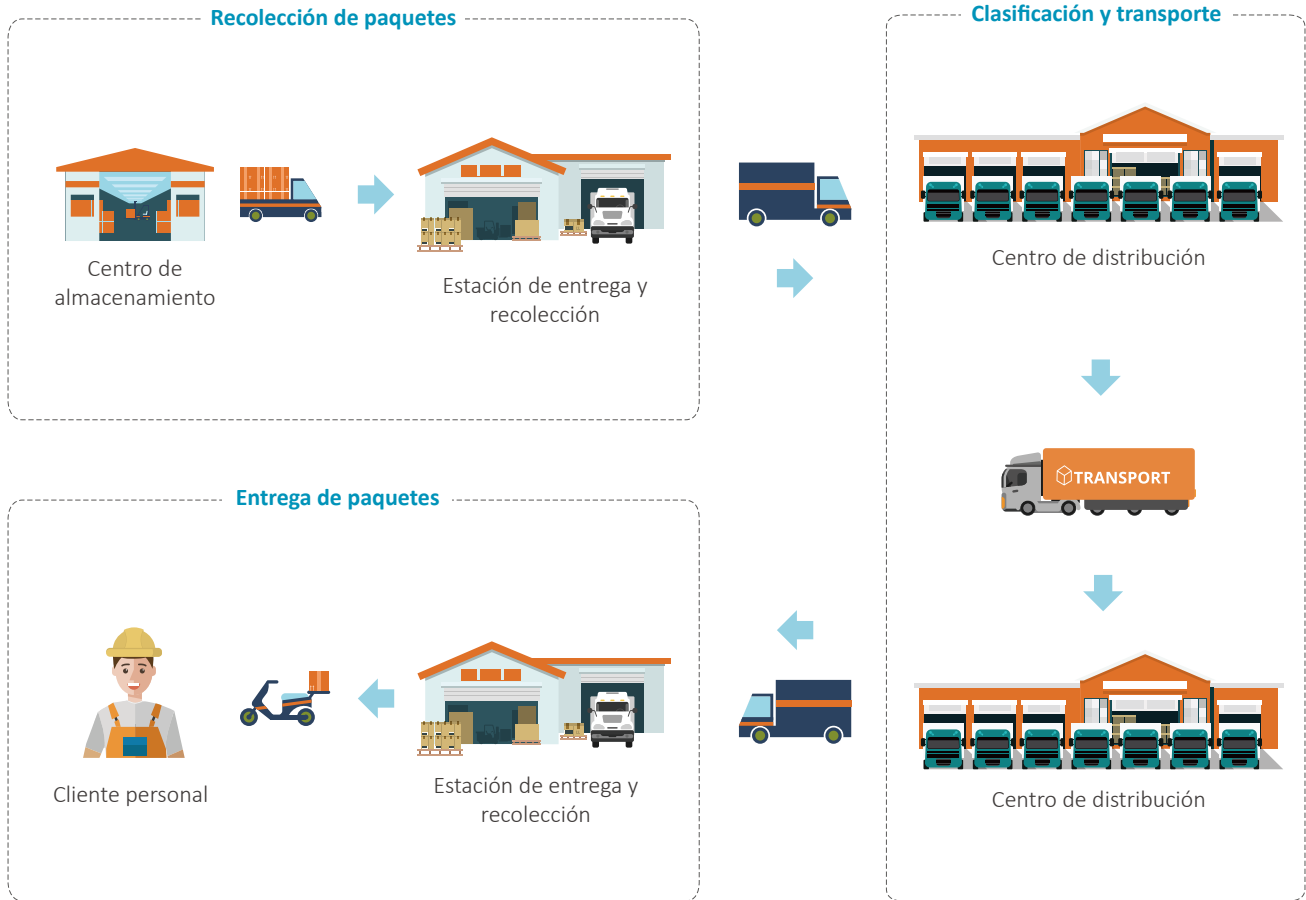 Recolección de paquetes
Centro de
almacenamiento
Estación de entrega y
recolección
Clasificación y transporte
Centro de distribución
TRANSPORT
Centro de distribución
Entrega de paquetes
Cliente personal
Estación de entrega y
recolección